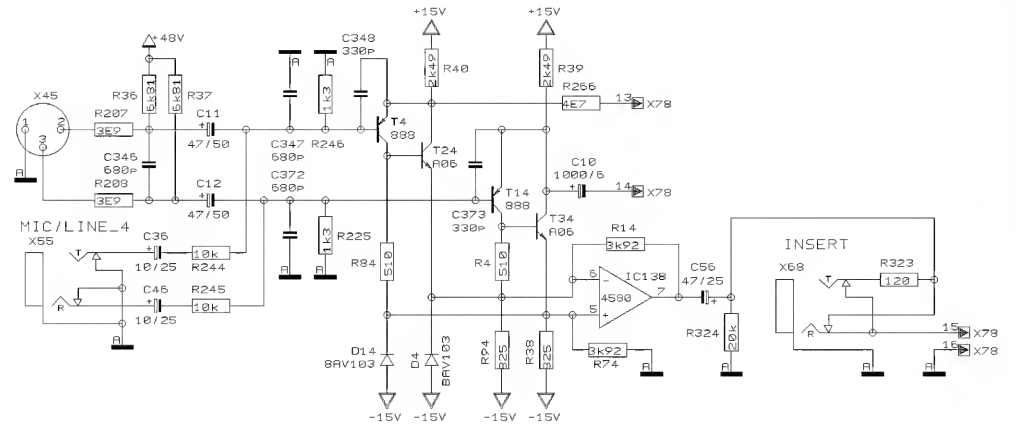 +15V
+15V
+48V
C348
330p
A
A
2k49
R40
2k49
R39
X45
R36
6k81
6k81
R37
R266
4E7
13
X78
R207
C11
1k3
T4
1
2
3
3E9
47/50
888
T24
A06
C346
680p
C347
680p
R246
C10
1000/6
R208
C12
C372
680p
T14
888
14
X78
A
3E9
47/50
C373
330p
T34
A06
MIC/LINE_4
X55
C36
1k3
R225
R14
3k92
INSERT
T
10/25
10k
R244
R84
510
R4
510
IC138
C56
X68
R323
T
120
C46
R245
A
6
-
4580
7
47/25
R
10/25
10k
5
+
R324
20k
R
15
X78
D14
8AV103
D4
8AV103
R94
825
R38
825
3k92
R74
16
X78
A
A
A
A
A
-15V
-15V
-15V
-15V